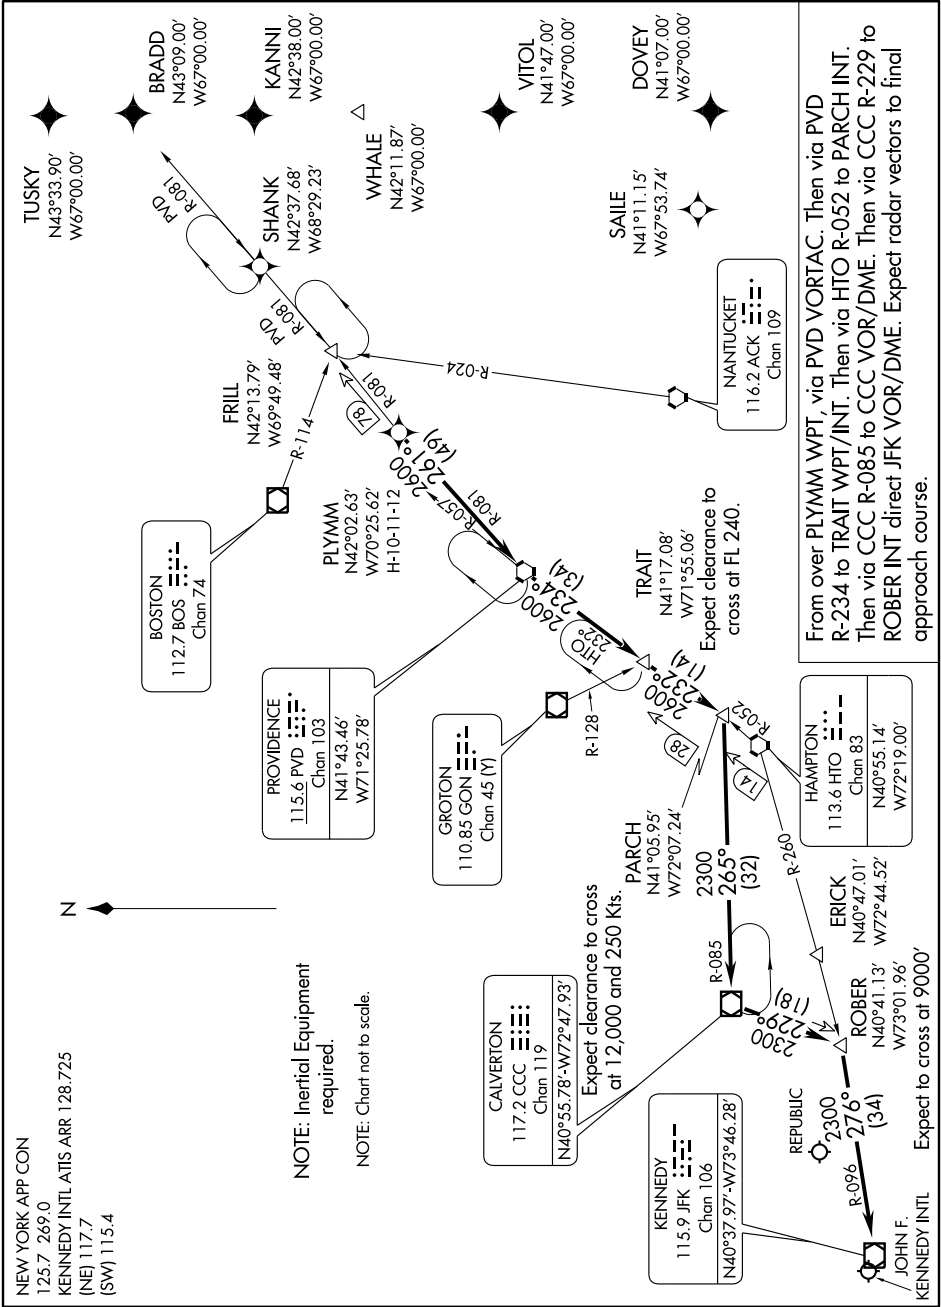 NEW YORK APP CON
125.7 269.0
KENNEDY INTL ATIS ARR 128.725
(NE) 117.7
(SW) 115.4
N
NOTE: Inertial Equipment
required.
NOTE: Chart not to scale.
TUSKY
N43°33.90'
W67°00.00'
BRADD
N43°09.00'
W67°00.00'
KANNI
N42°38.00'
W67°00.00'
WHALE
N42°11.87'
W67°00.00'
VITOL
N41°47.00'
W67°00.00'
DOVEY
N41°07.00'
W67°00.00'
SAILE
N41°11.15'
W67°53.74'
PVD
R-081
SHANK
N42°37.68'
W68°29.23'
PVD
R-081
FRILL
N42°13.79'
W69°49.48'
R-114
R-024
R-081
78
BOSTON
112.7 BOS
Chan 74
NANTUCKET
116.2 ACK
Chan 109
PLYMM
N42°02.63'
W70°25.62'
H-10-11-12
2600
261°
(49)
R-057
R-081
PROVIDENCE
115.6 PVD
Chan 103
N41°43.46'
W71°25.78'
2600
234°
(34)
HTO
232°
TRAIT
N41°17.08'
W71°55.06'
Expect clearance to
cross at FL 240.
GROTON
110.85 GON
Chan 45 (Y)
R-128
2600
232°
(14)
28
PARCH
N41°05.95'
W72°07.24'
R-052
14
HAMPTON
113.6 HTO
Chan 83
N40°55.14'
W72°19.00'
2300
265°
(32)
R-085
R-260
ERICK
N40°47.01'
W72°44.52'
CALVERTON
117.2 CCC
Chan 119
N40°55.78'-W72°47.93'
Expect clearance to cross
at 12,000 and 250 Kts.
2300
229°
(18)
ROBER
N40°41.13'
W73°01.96'
Expect to cross at 9000'
REPUBLIC
2300
276°
(34)
R-096
KENNEDY
115.9 JFK
Chan 106
N40°37.97'-W73°46.28'
JOHN F.
KENNEDY INTL
From over PLYMM WPT, via PVD VORTAC. Then via PVD
R-234 to TRAIT WPT/INT. Then via HTO R-052 to PARCH INT.
Then via CCC R-085 to CCC VOR/DME. Then via CCC R-229 to
ROBER INT direct JFK VOR/DME. Expect radar vectors to final
approach course.